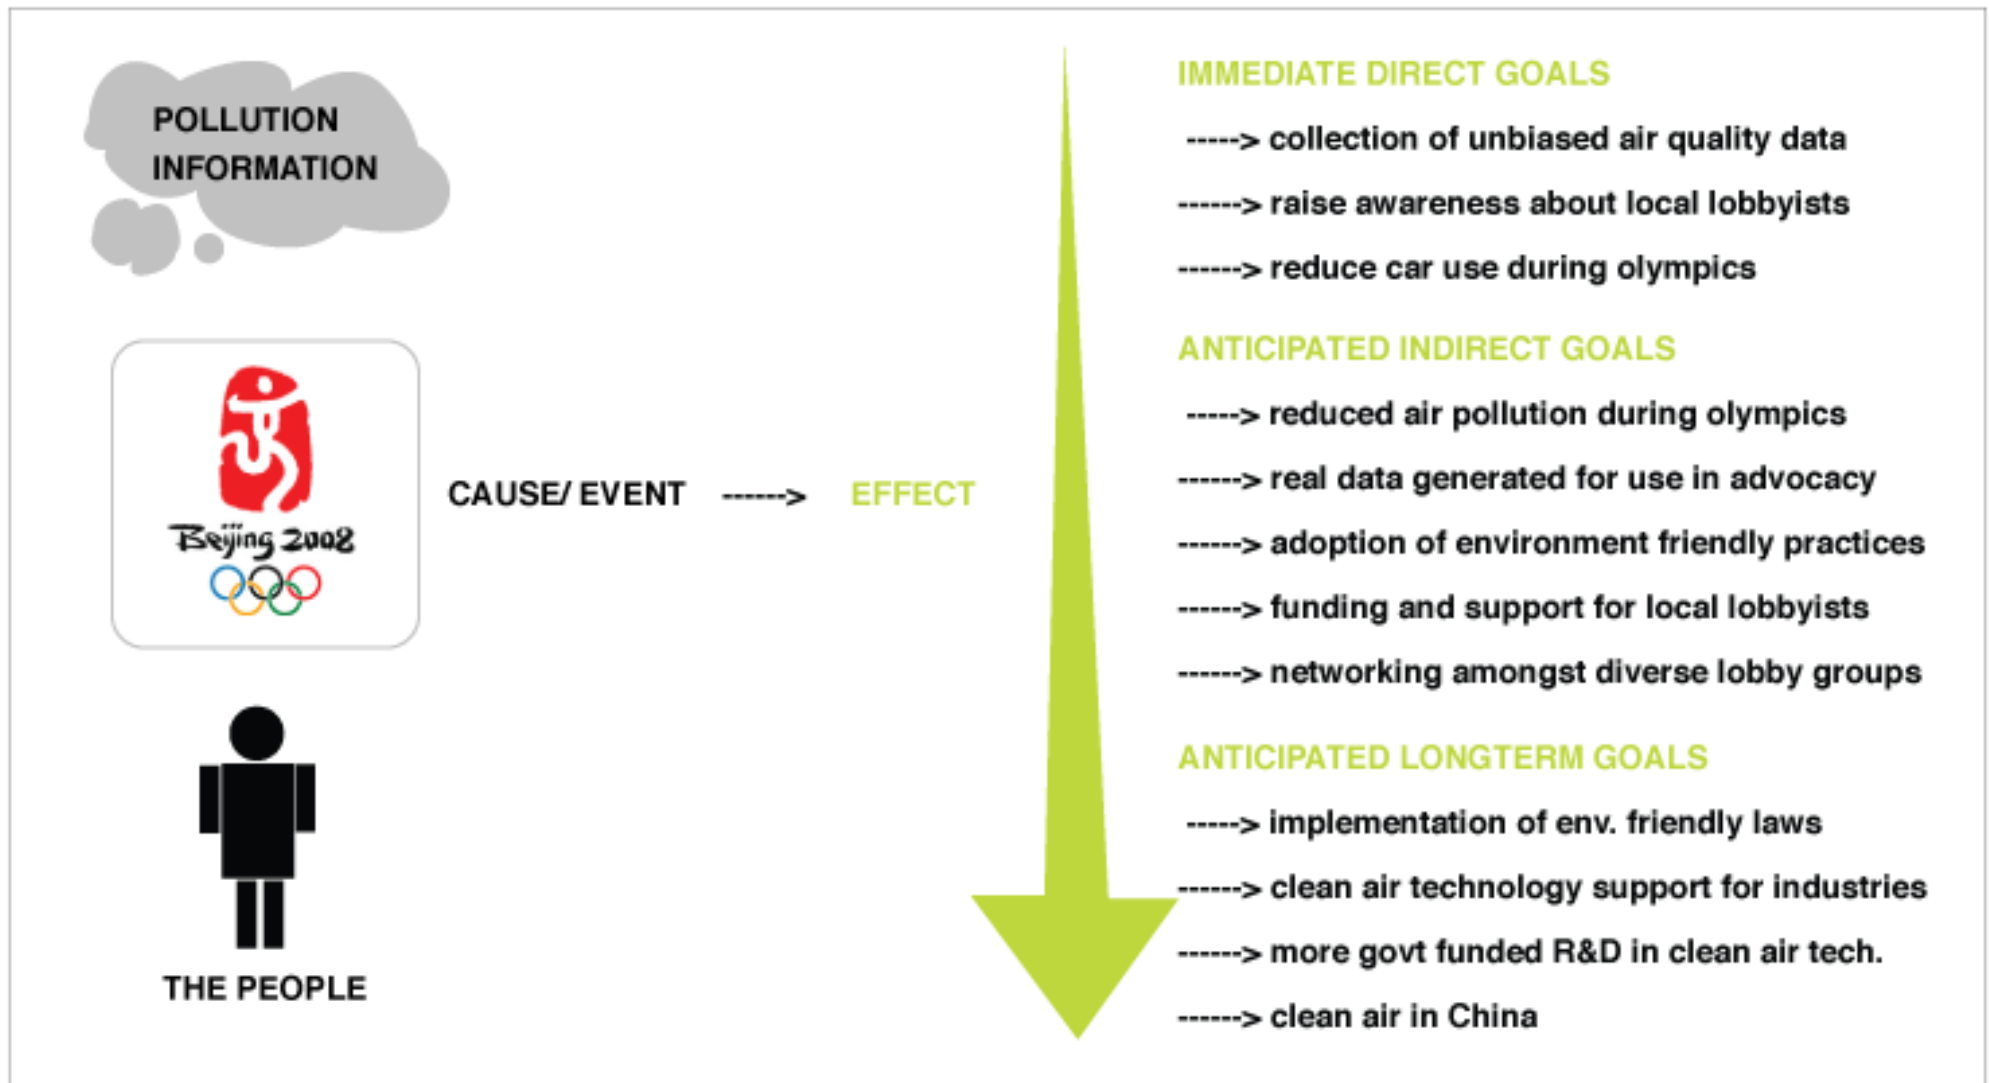 POLLUTION
INFORMATION
Beijing 2008
CAUSE/ EVENT ------> EFFECT
THE PEOPLE
IMMEDIATE DIRECT GOALS
-----> collection of unbiased air quality data
------> raise awareness about local lobbyists
------> reduce car use during olympics
ANTICIPATED INDIRECT GOALS
-----> reduced air pollution during olympics
------> real data generated for use in advocacy
------> adoption of environment friendly practices
------> funding and support for local lobbyists
------> networking amongst diverse lobby groups
ANTICIPATED LONGTERM GOALS
-----> implementation of env. friendly laws
------> clean air technology support for industries
------> more govt funded R&D in clean air tech.
------> clean air in China